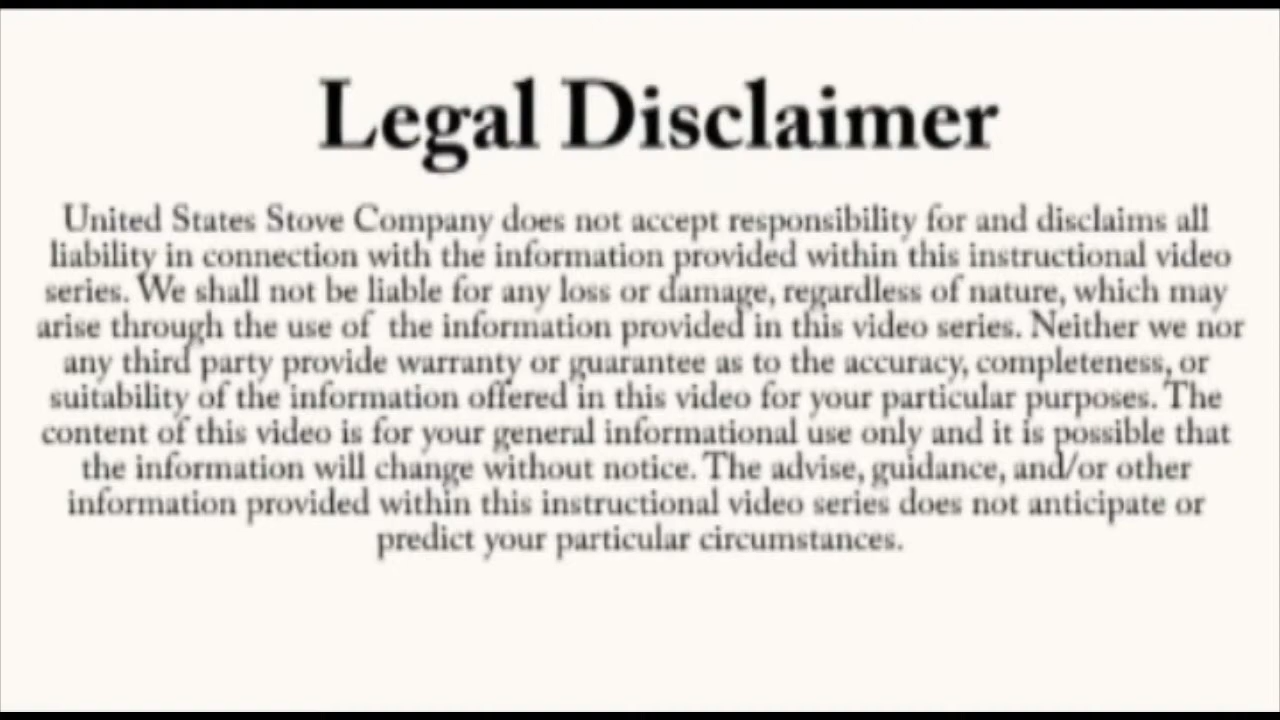 Legal Disclaimer
United States Stove Company does not accept responsibility for and disclaims all
liability in connection with the information provided within this instructional video
series. We shall not be liable for any loss or damage, regardless of nature, which may
arise through the use of the information provided in this video series. Neither we nor
any third party provide warranty or guarantee as to the accuracy, completeness, or
suitability of the information offered in this video for your particular purposes. The
content of this video is for your general informational use only and it is possible that
the information will change without notice. The advise, guidance, and/or other
information provided within this instructional video series does not anticipate or
predict your particular circumstances.